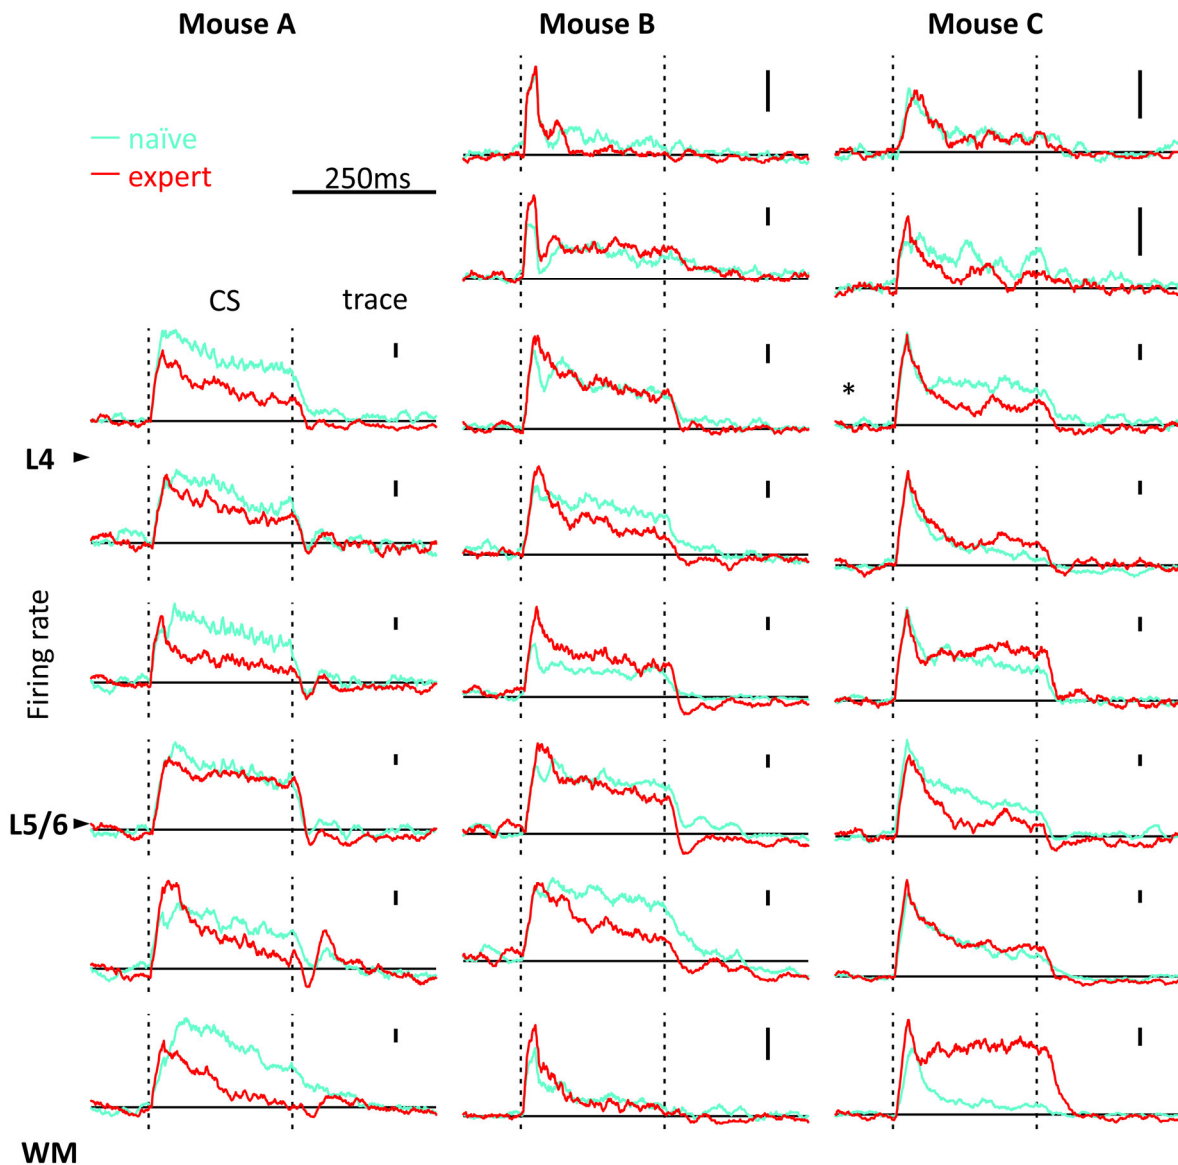 Mouse A
Mouse B
Mouse C
naïve
expert
250ms
CS
trace
*
L4
Firing rate
L5/6
WM